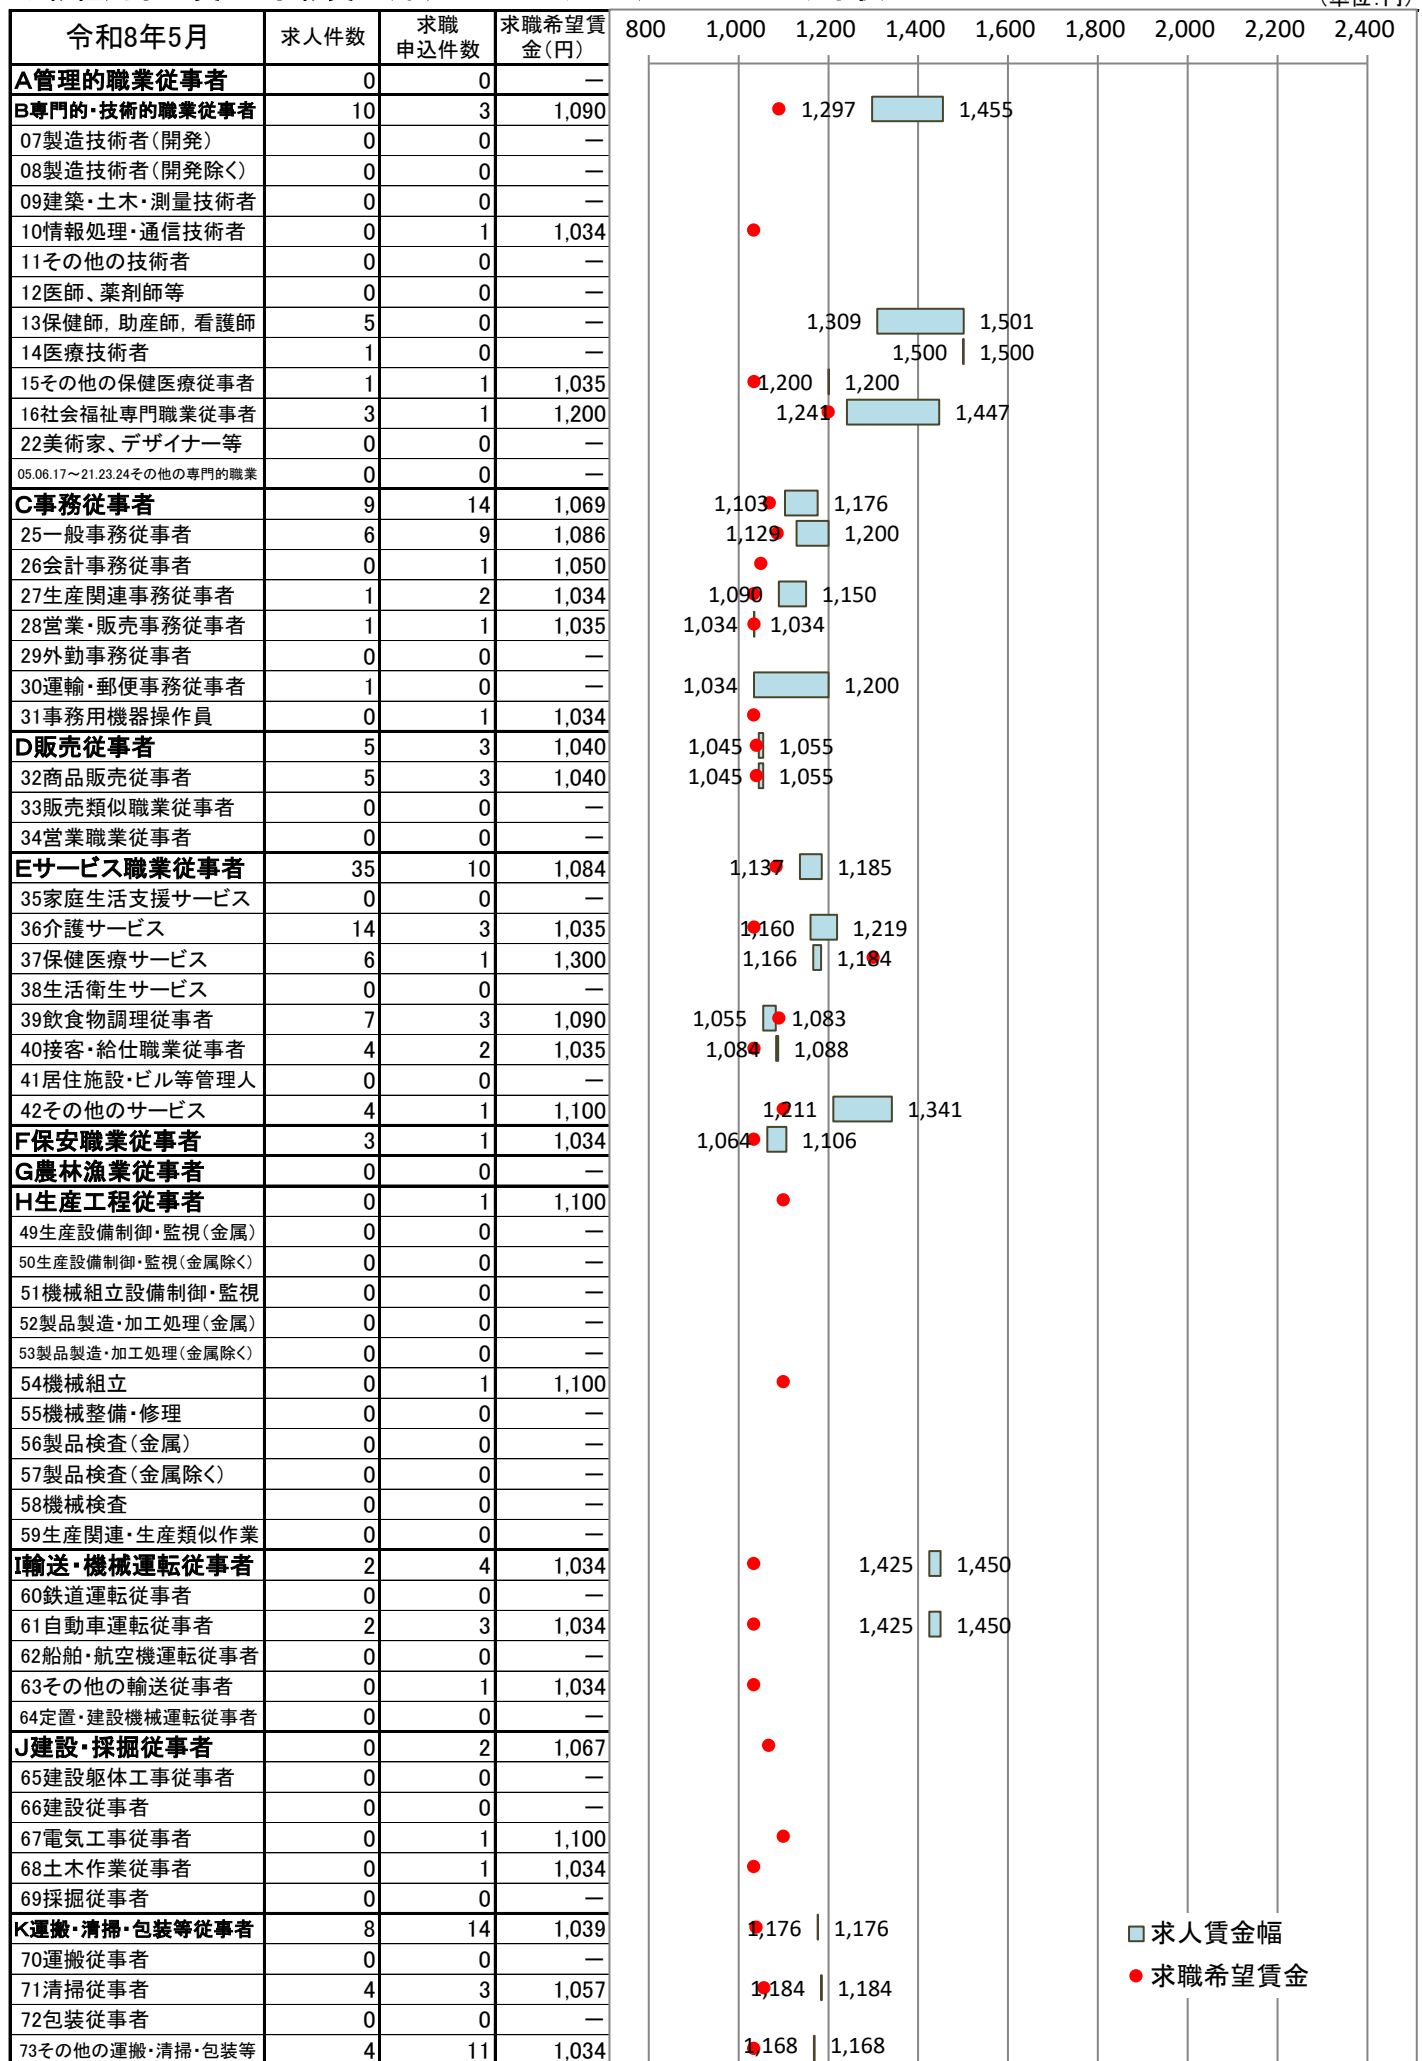 (単位:円)
令和8年5月 求人件数 求職申込件数 求職希望賃金(円) 800 1,000 1,200 1,400 1,600 1,800 2,000 2,200 2,400
A管理的職業従事者 0 0 ―
B専門的・技術的職業従事者 10 3 1,090 1,297 1,455
07製造技術者(開発) 0 0 ―
08製造技術者(開発除く) 0 0 ―
09建築・土木・測量技術者 0 0 ―
10情報処理・通信技術者 0 1 1,034
11その他の技術者 0 0 ―
12医師、薬剤師等 0 0 ―
13保健師, 助産師, 看護師 5 0 ― 1,309 1,501
14医療技術者 1 0 ― 1,500 1,500
15その他の保健医療従事者 1 1 1,035 1,200 1,200
16社会福祉専門職業従事者 3 1 1,200 1,241 1,447
22美術家、デザイナー等 0 0 ―
05.06.17～21.23.24その他の専門的職業 0 0 ―
C事務従事者 9 14 1,069 1,103 1,176
25一般事務従事者 6 9 1,086 1,129 1,200
26会計事務従事者 0 1 1,050
27生産関連事務従事者 1 2 1,034 1,090 1,150
28営業・販売事務従事者 1 1 1,035 1,034 1,034
29外勤事務従事者 0 0 ―
30運輸・郵便事務従事者 1 0 ― 1,034 1,200
31事務用機器操作員 0 1 1,034
D販売従事者 5 3 1,040 1,045 1,055
32商品販売従事者 5 3 1,040 1,045 1,055
33販売類似職業従事者 0 0 ―
34営業職業従事者 0 0 ―
Eサービス職業従事者 35 10 1,084 1,137 1,185
35家庭生活支援サービス 0 0 ―
36介護サービス 14 3 1,035 1,160 1,219
37保健医療サービス 6 1 1,300 1,166 1,184
38生活衛生サービス 0 0 ―
39飲食物調理従事者 7 3 1,090 1,055 1,083
40接客・給仕職業従事者 4 2 1,035 1,084 1,088
41居住施設・ビル等管理人 0 0 ―
42その他のサービス 4 1 1,100 1,211 1,341
F保安職業従事者 3 1 1,034 1,064 1,106
G農林漁業従事者 0 0 ―
H生産工程従事者 0 1 1,100
49生産設備制御・監視(金属) 0 0 ―
50生産設備制御・監視(金属除く) 0 0 ―
51機械組立設備制御・監視 0 0 ―
52製品製造・加工処理(金属) 0 0 ―
53製品製造・加工処理(金属除く) 0 0 ―
54機械組立 0 1 1,100
55機械整備・修理 0 0 ―
56製品検査(金属) 0 0 ―
57製品検査(金属除く) 0 0 ―
58機械検査 0 0 ―
59生産関連・生産類似作業 0 0 ―
I輸送・機械運転従事者 2 4 1,034 1,425 1,450
60鉄道運転従事者 0 0 ―
61自動車運転従事者 2 3 1,034 1,425 1,450
62船舶・航空機運転従事者 0 0 ―
63その他の輸送従事者 0 1 1,034
64定置・建設機械運転従事者 0 0 ―
J建設・採掘従事者 0 2 1,067
65建設躯体工事従事者 0 0 ―
66建設従事者 0 0 ―
67電気工事従事者 0 1 1,100
68土木作業従事者 0 1 1,034
69採掘従事者 0 0 ―
K運搬・清掃・包装等従事者 8 14 1,039 1,176 1,176
70運搬従事者 0 0 ―
71清掃従事者 4 3 1,057 1,184 1,184
72包装従事者 0 0 ―
73その他の運搬・清掃・包装等 4 11 1,034 1,168 1,168
求人賃金幅
求職希望賃金